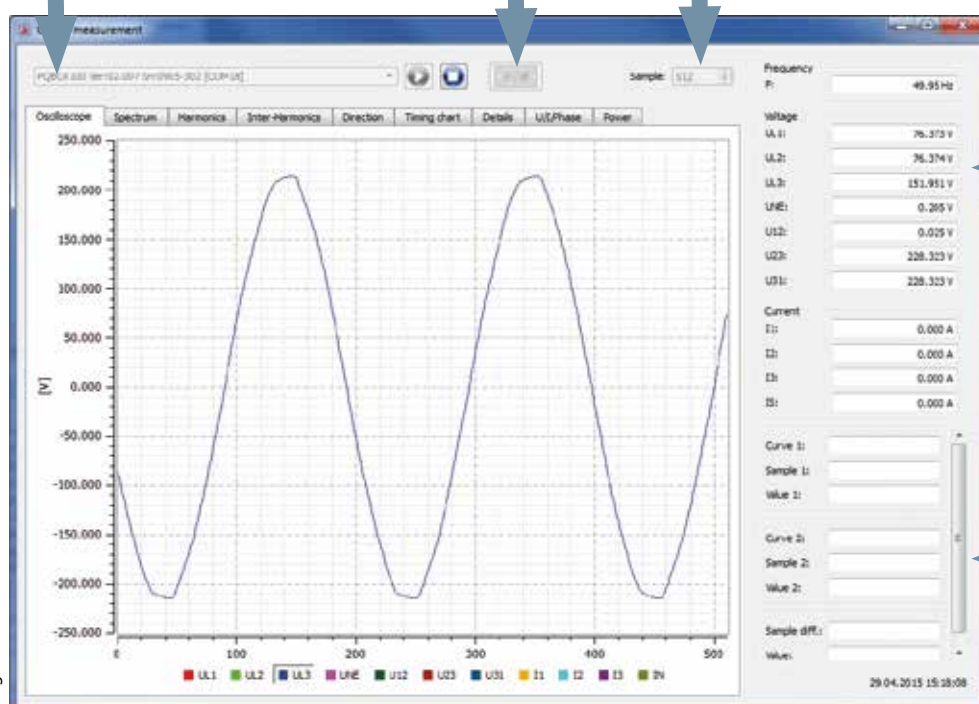 measurement
Sample: 512
Oscilloscope Spectrum Harmonics Inter-Harmonics Direction Timing chart Details U/I/Phase Power
Frequency
F: 49.95 Hz
Voltage
UL1: 76.373 V
UL2: 76.374 V
UL3: 151.951 V
UNE: 0.205 V
U12: 0.025 V
U23: 228.323 V
U31: 228.323 V
Current
I1: 0.000 A
I2: 0.000 A
I3: 0.000 A
0.000 A
Curve 1:
Sample 1:
Value 1:
Curve 2:
Sample 2:
Value 2:
Sample diff.:
Value:
[V]
250.000
200.000
150.000
100.000
50.000
0.000
-50.000
-100.000
-150.000
-200.000
-250.000
0 100 200 300 400 500
UL1 UL2 UL3 UNE U12 U23 U31 I1 I2 I3 IN
29.04.2015 15:18:08